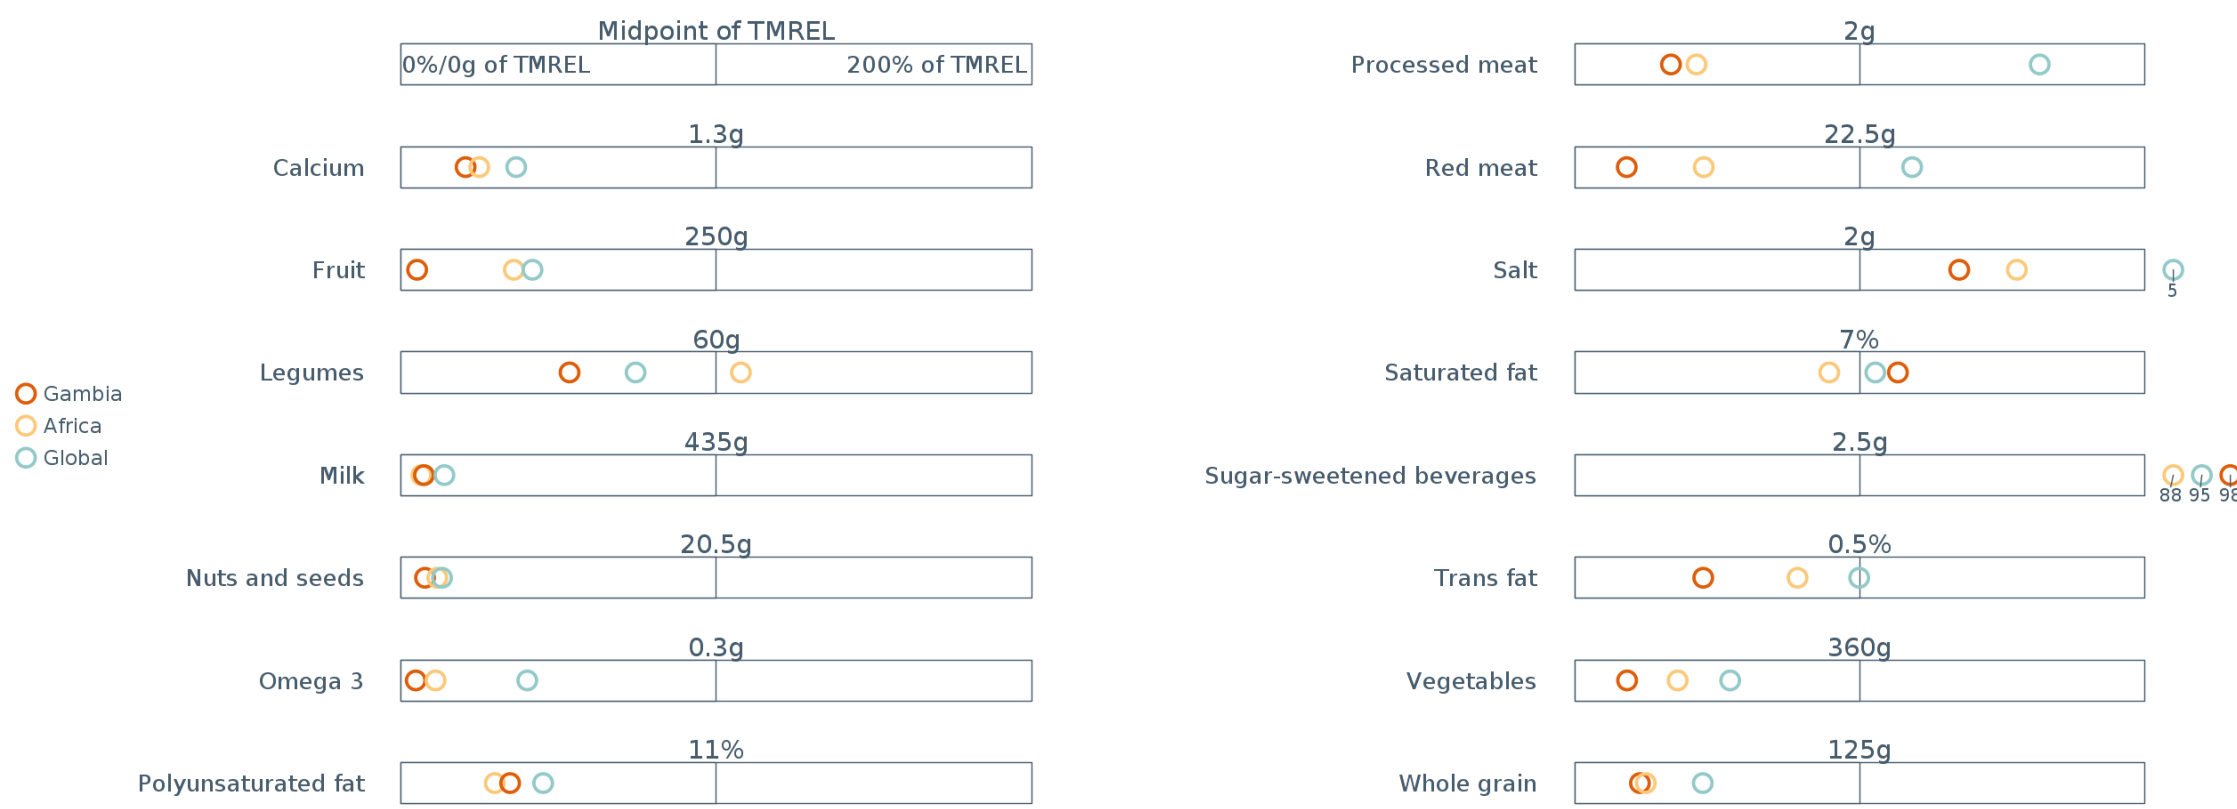 Midpoint of TMREL
0%/0g of TMREL 200% of TMREL
1.3g
Calcium
250g
Fruit
60g
Legumes
435g
Milk
20.5g
Nuts and seeds
0.3g
Omega 3
11%
Polyunsaturated fat
Gambia
Africa
Global
2g
Processed meat
22.5g
Red meat
2g
Salt
5
7%
Saturated fat
2.5g
Sugar-sweetened beverages
88 95 98
0.5%
Trans fat
360g
Vegetables
125g
Whole grain